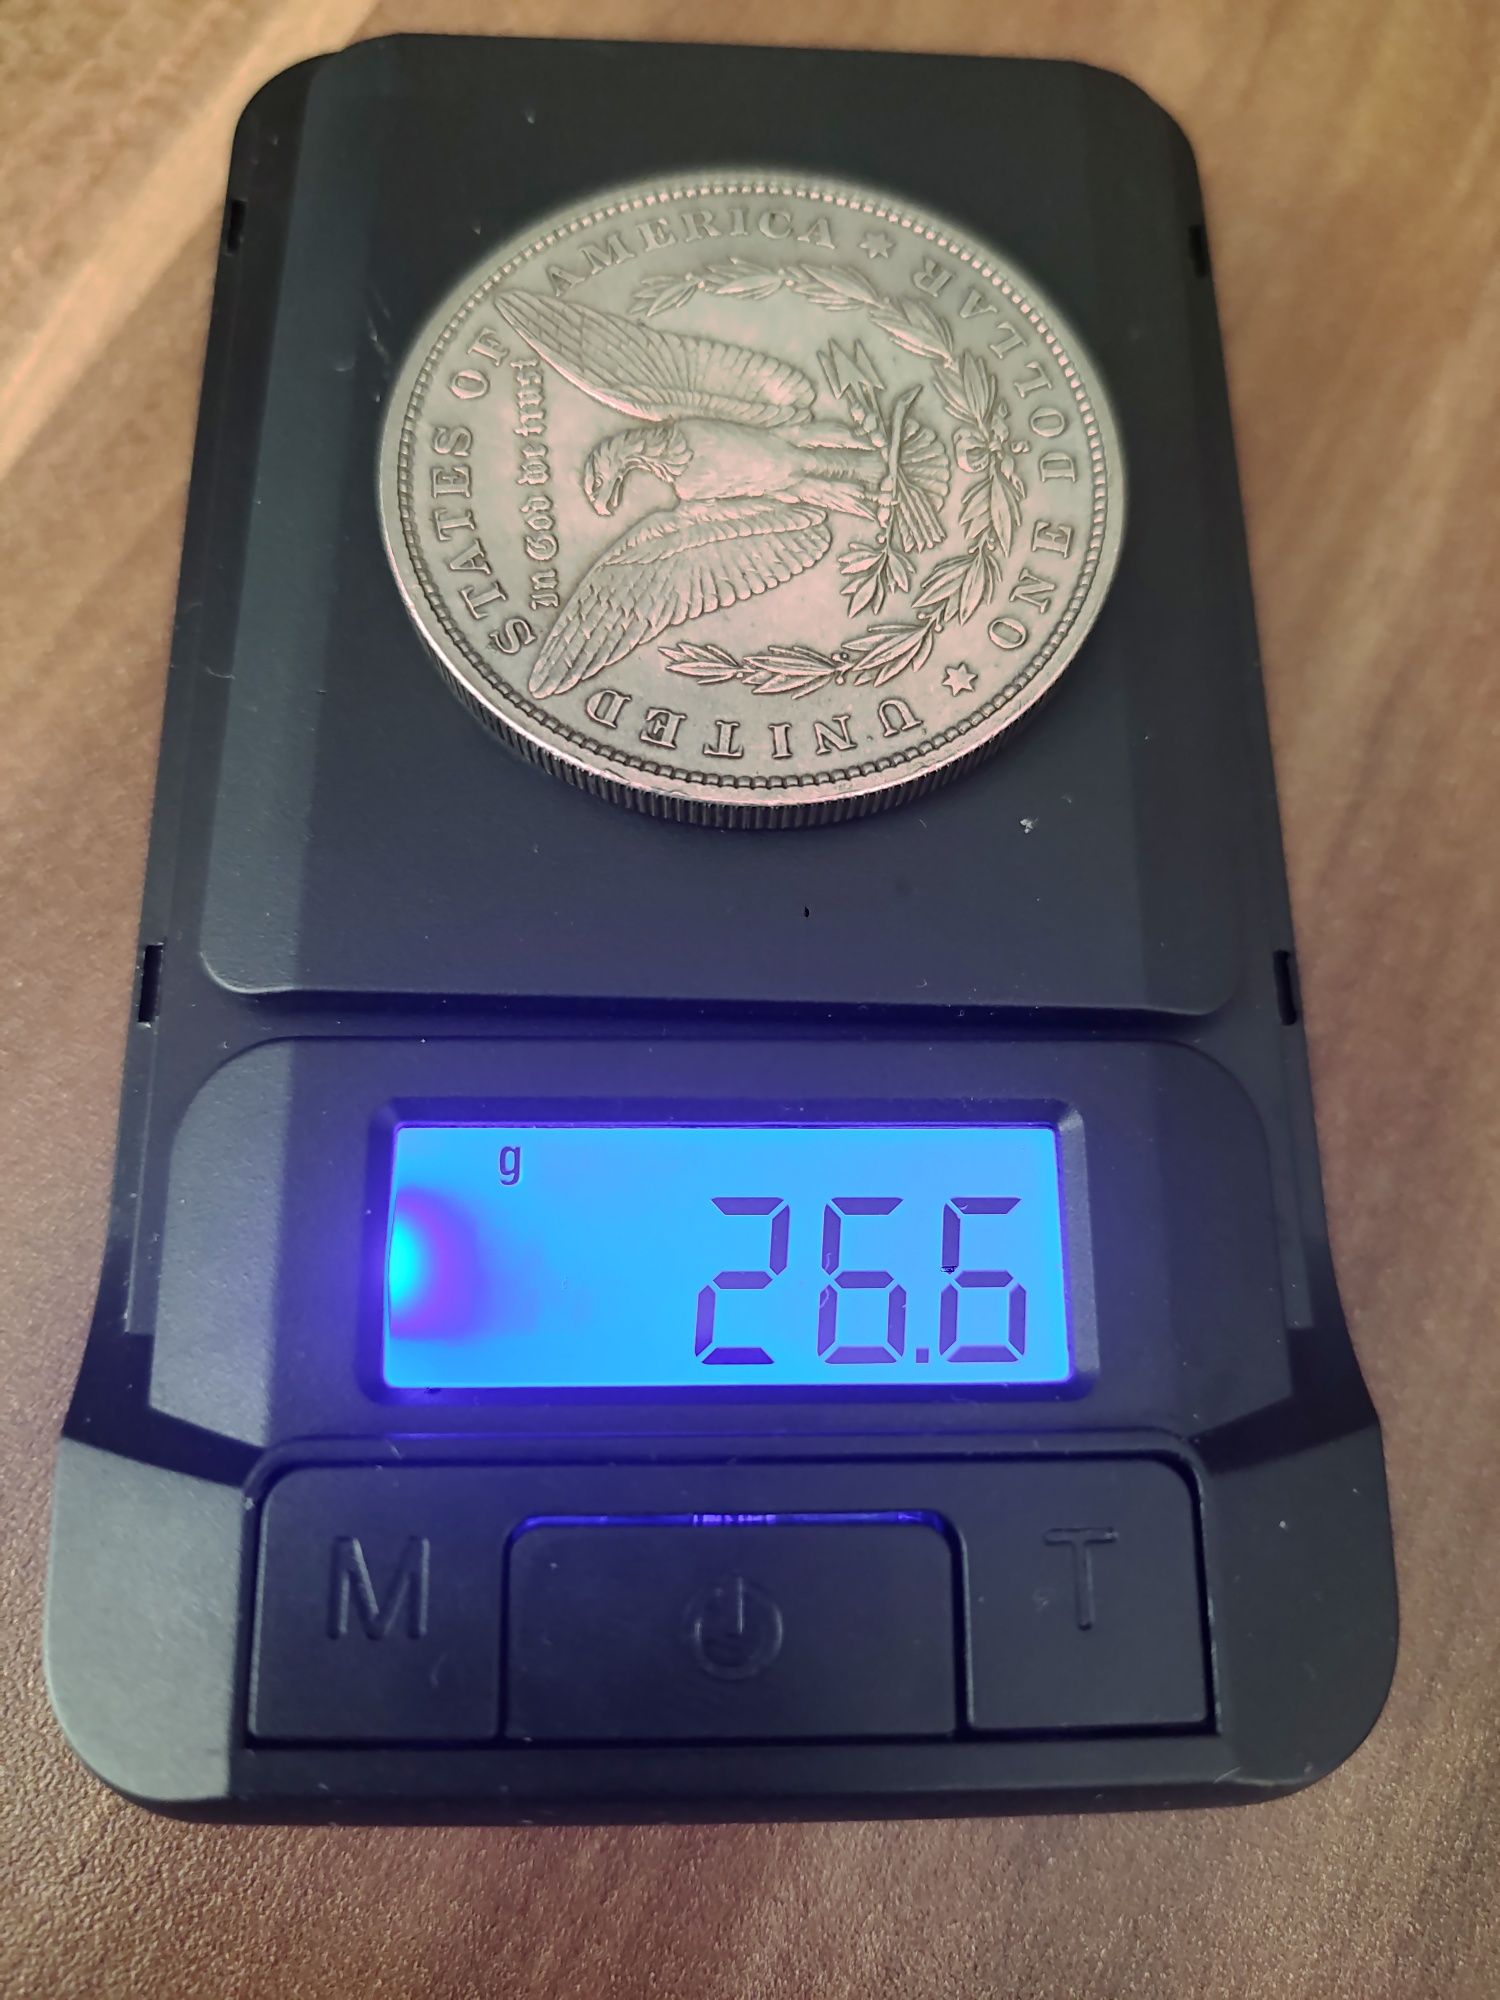 UNITED STATES OF AMERICA
In God we trust
ONE DOLLAR
S
g
26.6
M
T